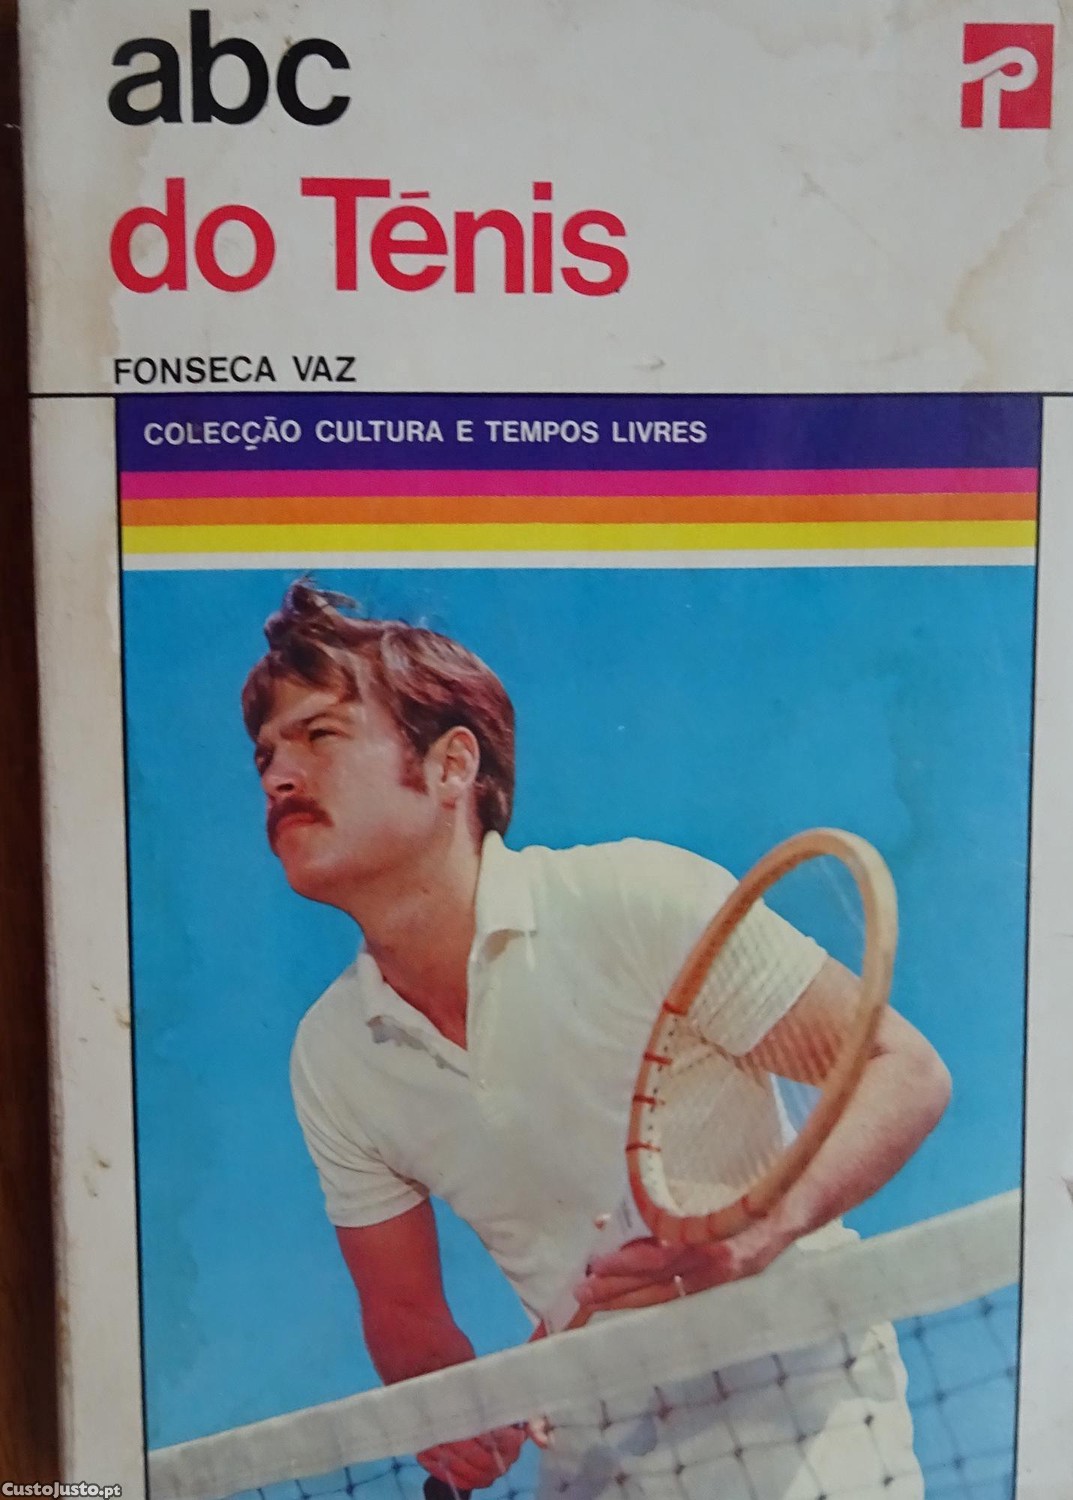 abc
do Ténis
FONSECA VAZ
COLECÇÃO CULTURA E TEMPOS LIVRES
CustoJusto.pt